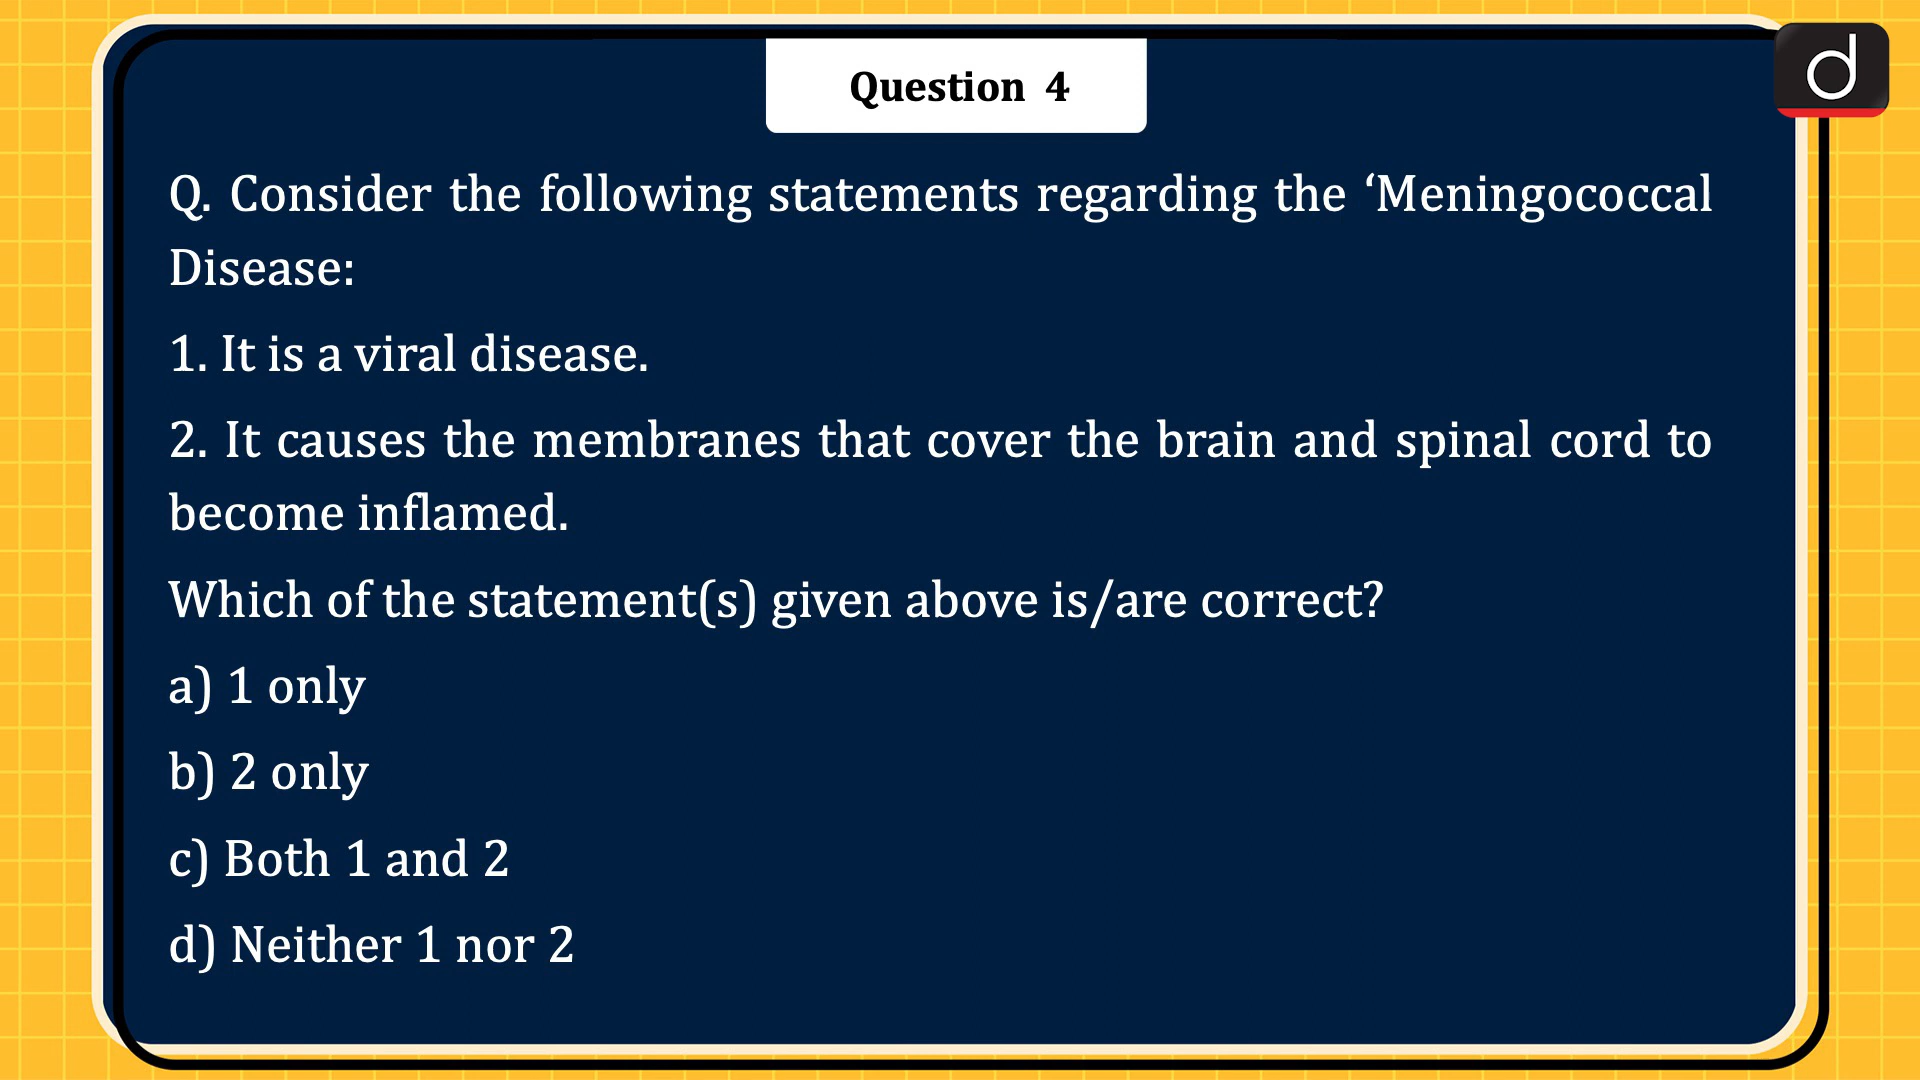 Question 4
Q. Consider the following statements regarding the ‘Meningococcal
Disease:
1. It is a viral disease.
2. It causes the membranes that cover the brain and spinal cord to
become inflamed.
Which of the statement(s) given above is/are correct?
a) 1 only
b) 2 only
c) Both 1 and 2
d) Neither 1 nor 2
d